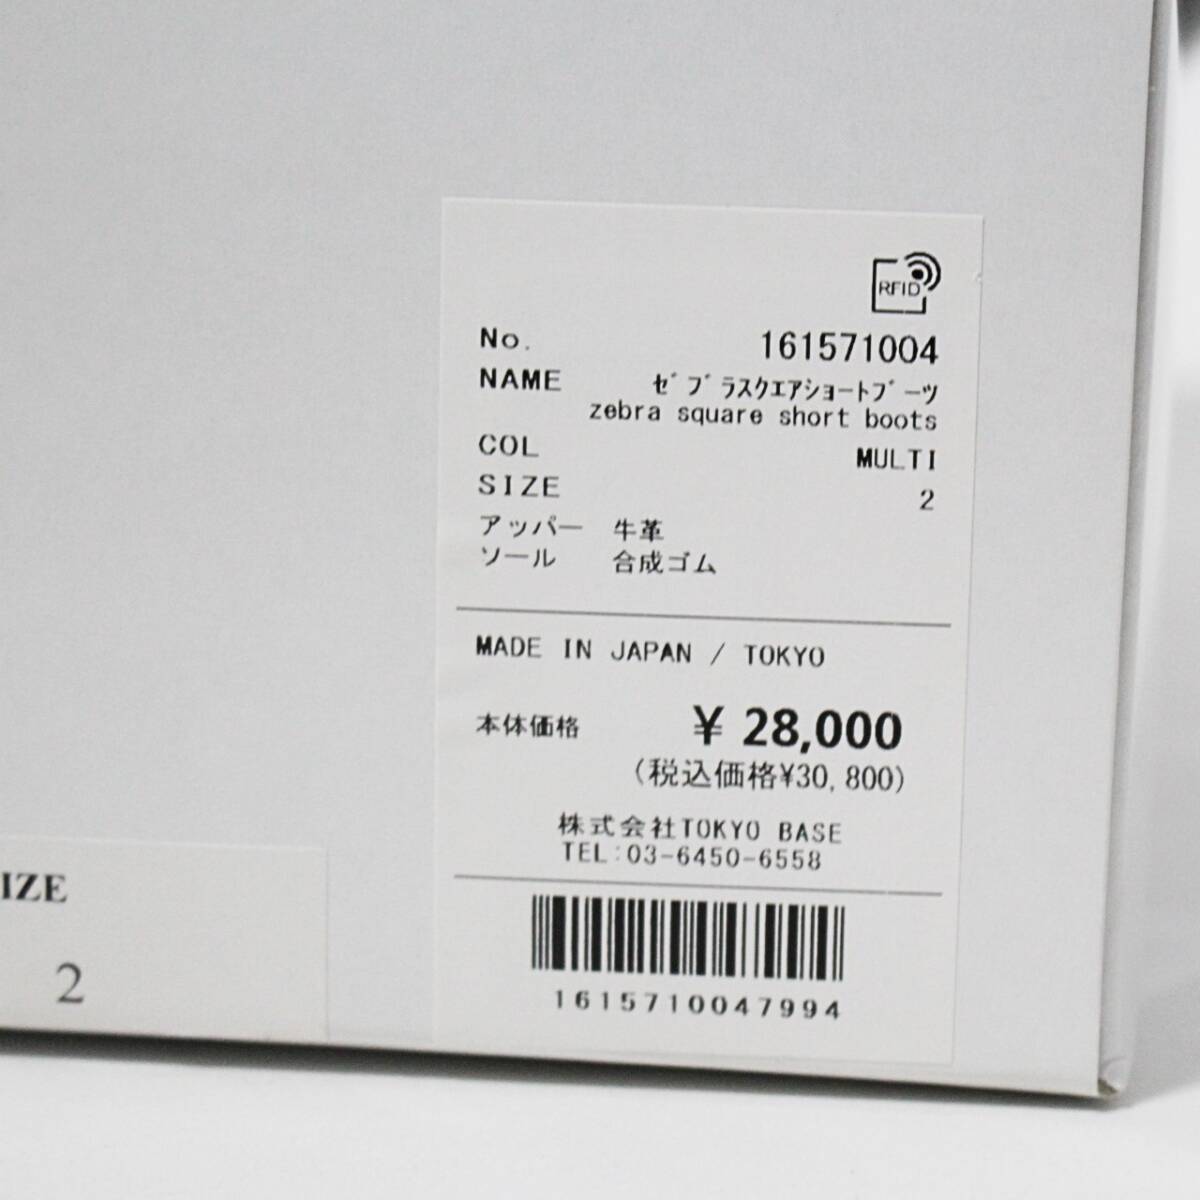 RFID
No. 161571004
NAME ｾﾞﾌﾞﾗｽｸｴｱｼｮｰﾄﾌﾞｰﾂ
zebra square short boots
COL MULTI
SIZE 2
アッパー 牛革
ソール 合成ゴム
MADE IN JAPAN / TOKYO
本体価格 ¥ 28,000
(税込価格¥30,800)
株式会社TOKYO BASE
TEL:03-6450-6558
1615710047994
IZE
2